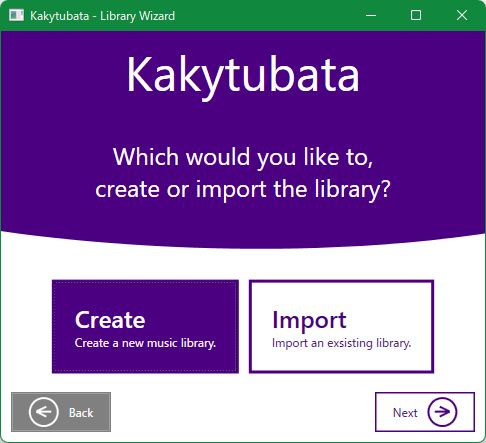 Kakytubata - Library Wizard
Kakytubata
Which would you like to,
create or import the library?
Create
Create a new music library.
Import
Import an exsisting library.
Back
Next